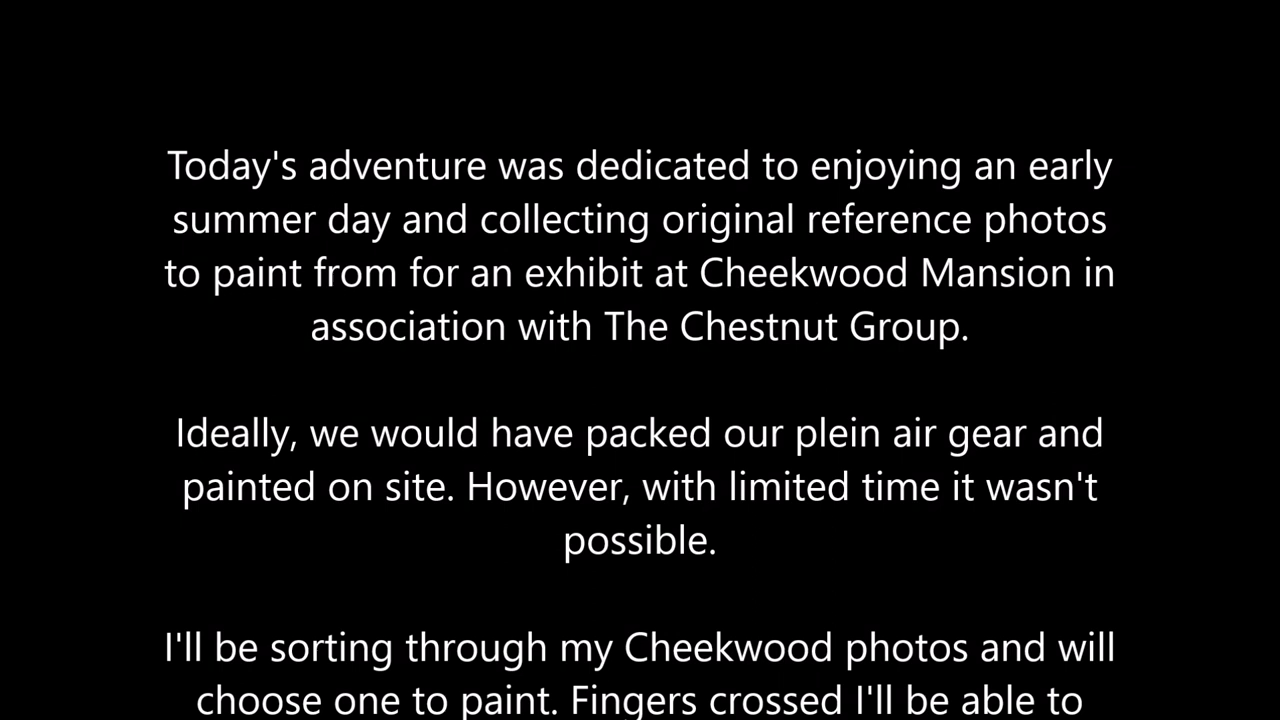 Today's adventure was dedicated to enjoying an early
summer day and collecting original reference photos
to paint from for an exhibit at Cheekwood Mansion in
association with The Chestnut Group.
Ideally, we would have packed our plein air gear and
painted on site. However, with limited time it wasn't
possible.
I'll be sorting through my Cheekwood photos and will
choose one to paint. Fingers crossed I'll be able to